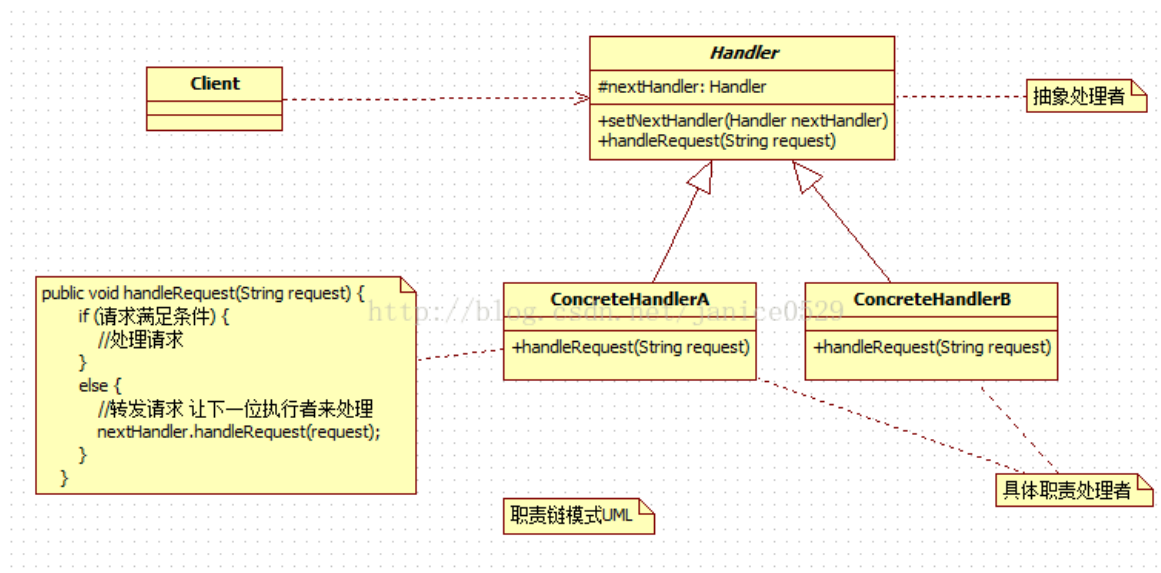 Handler
#nextHandler: Handler
+setNextHandler(Handler nextHandler)
+handleRequest(String request)
Client
抽象处理者
public void handleRequest(String request) {
if (请求满足条件) {
//处理请求
}
else {
//转发请求 让下一位执行者来处理
nextHandler.handleRequest(request);
}
}
http://blog.csdn.net/janice0529
ConcreteHandlerA
+handleRequest(String request)
ConcreteHandlerB
+handleRequest(String request)
具体职责处理者
职责链模式UML